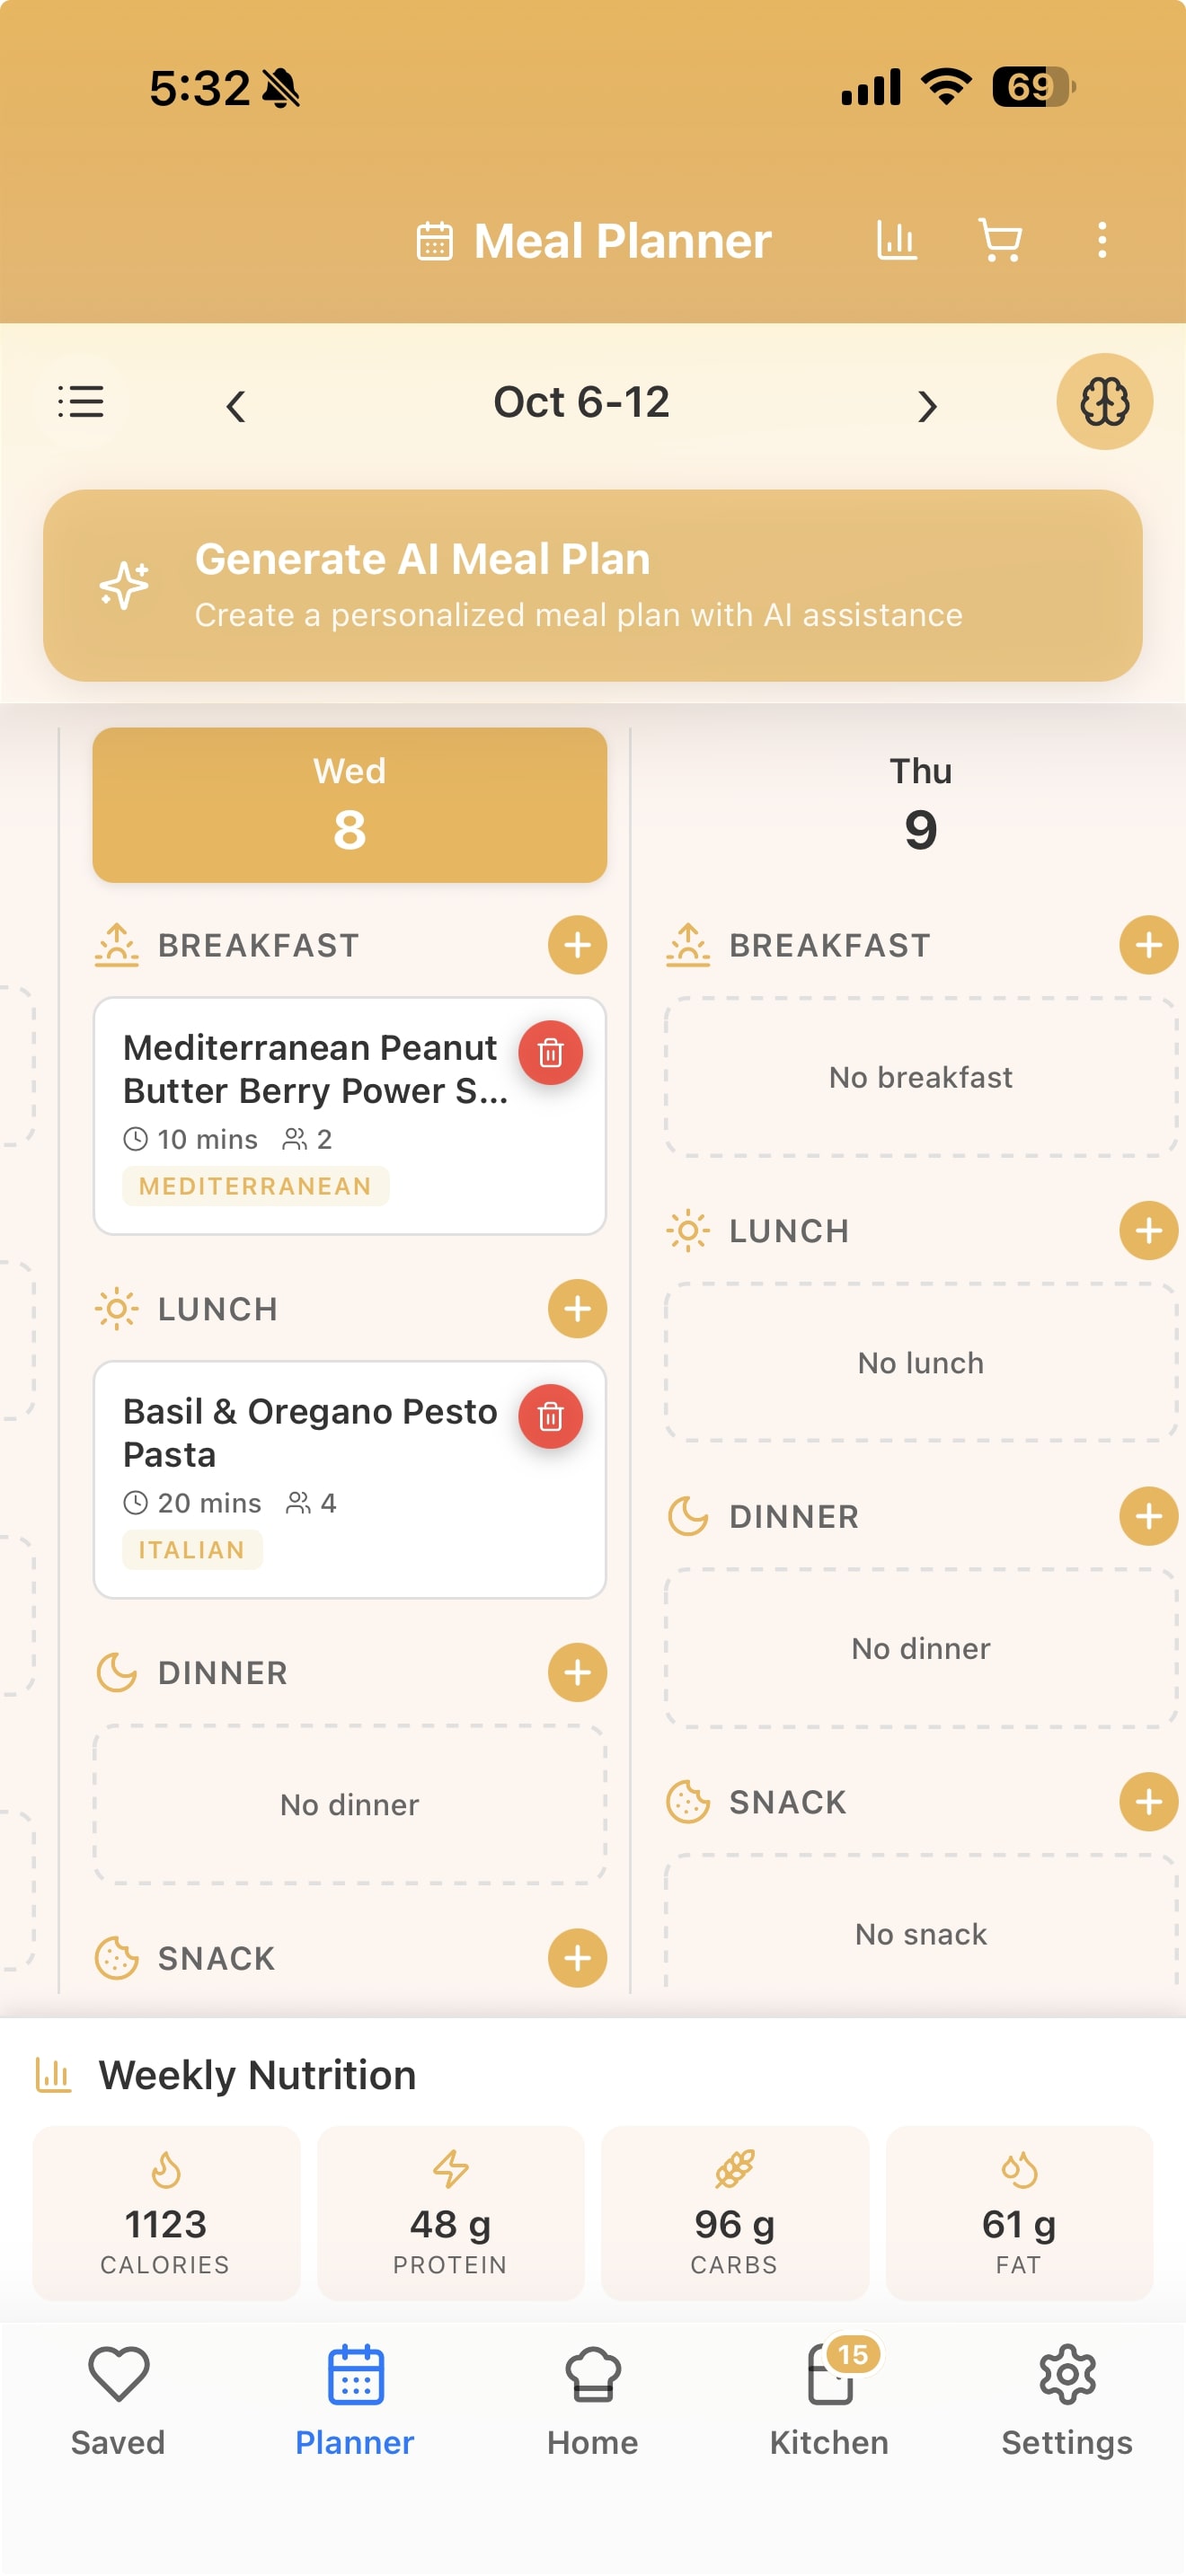 5:32
69
Meal Planner
Oct 6-12
Generate AI Meal Plan
Create a personalized meal plan with AI assistance
Wed
8
BREAKFAST
Mediterranean Peanut
Butter Berry Power S...
10 mins 2
MEDITERRANEAN
LUNCH
Basil & Oregano Pesto
Pasta
20 mins 4
ITALIAN
DINNER
No dinner
SNACK
Thu
9
BREAKFAST
No breakfast
LUNCH
No lunch
DINNER
No dinner
SNACK
No snack
Weekly Nutrition
1123
CALORIES
48 g
PROTEIN
96 g
CARBS
61 g
FAT
Saved
Planner
Home
15
Kitchen
Settings